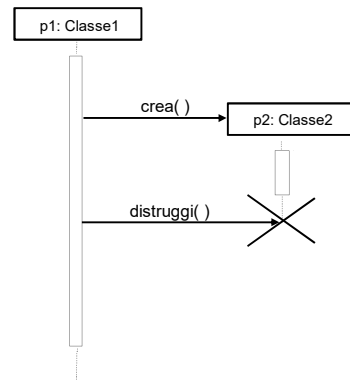 p1: Classe1
crea( )
p2: Classe2
distruggi( )